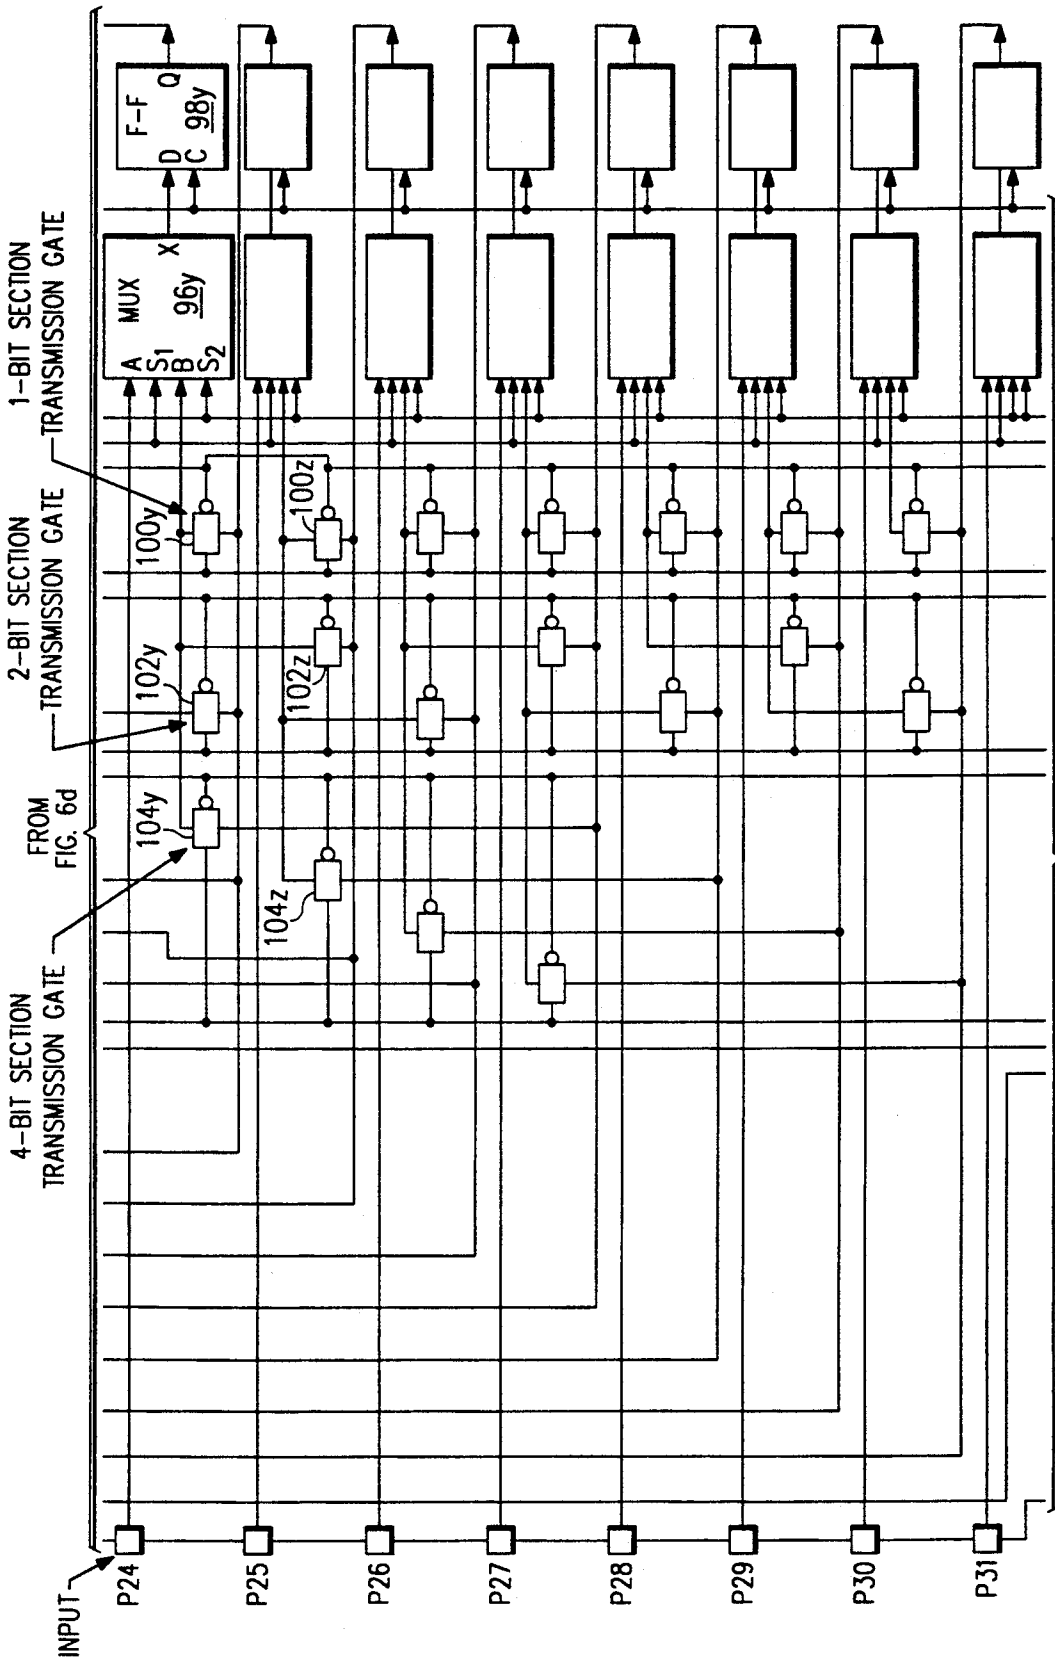 INPUT
4-BIT SECTION
TRANSMISSION GATE
FROM
FIG. 6d
2-BIT SECTION
TRANSMISSION GATE
1-BIT SECTION
TRANSMISSION GATE
P24
P25
P26
P27
P28
P29
P30
P31
104y
104z
102y
102z
100y
100z
MUX
A
S1
B
S2
X
96y
F-F
D
C
Q
98y